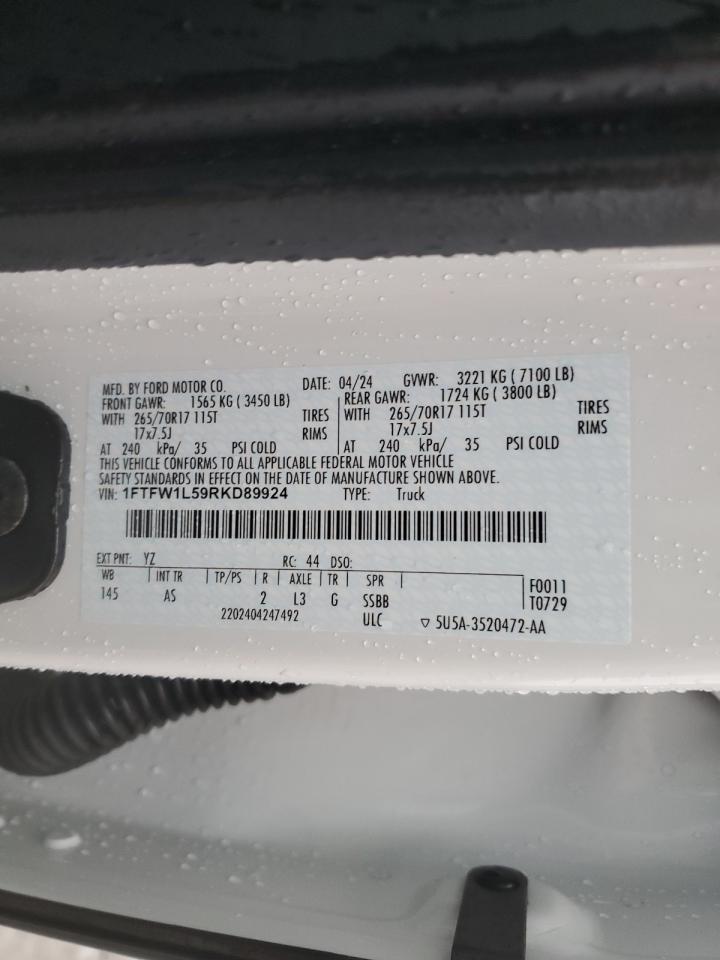 MFD. BY FORD MOTOR CO. DATE: 04/24 GVWR: 3221 KG ( 7100 LB)
FRONT GAWR: 1565 KG ( 3450 LB) REAR GAWR: 1724 KG ( 3800 LB)
WITH 265/70R17 115T TIRES WITH 265/70R17 115T TIRES
17x7.5J RIMS 17x7.5J RIMS
AT 240 kPa/ 35 PSI COLD AT 240 kPa/ 35 PSI COLD
THIS VEHICLE CONFORMS TO ALL APPLICABLE FEDERAL MOTOR VEHICLE
SAFETY STANDARDS IN EFFECT ON THE DATE OF MANUFACTURE SHOWN ABOVE.
VIN: 1FTFW1L59RKD89924 TYPE: Truck
EXT PNT: YZ RC: 44 DSO:
WB INT TR TP/PS R AXLE TR SPR F0011
145 AS 2 L3 G SSBB T0729
2202404247492 ULC ▽ 5U5A-3520472-AA